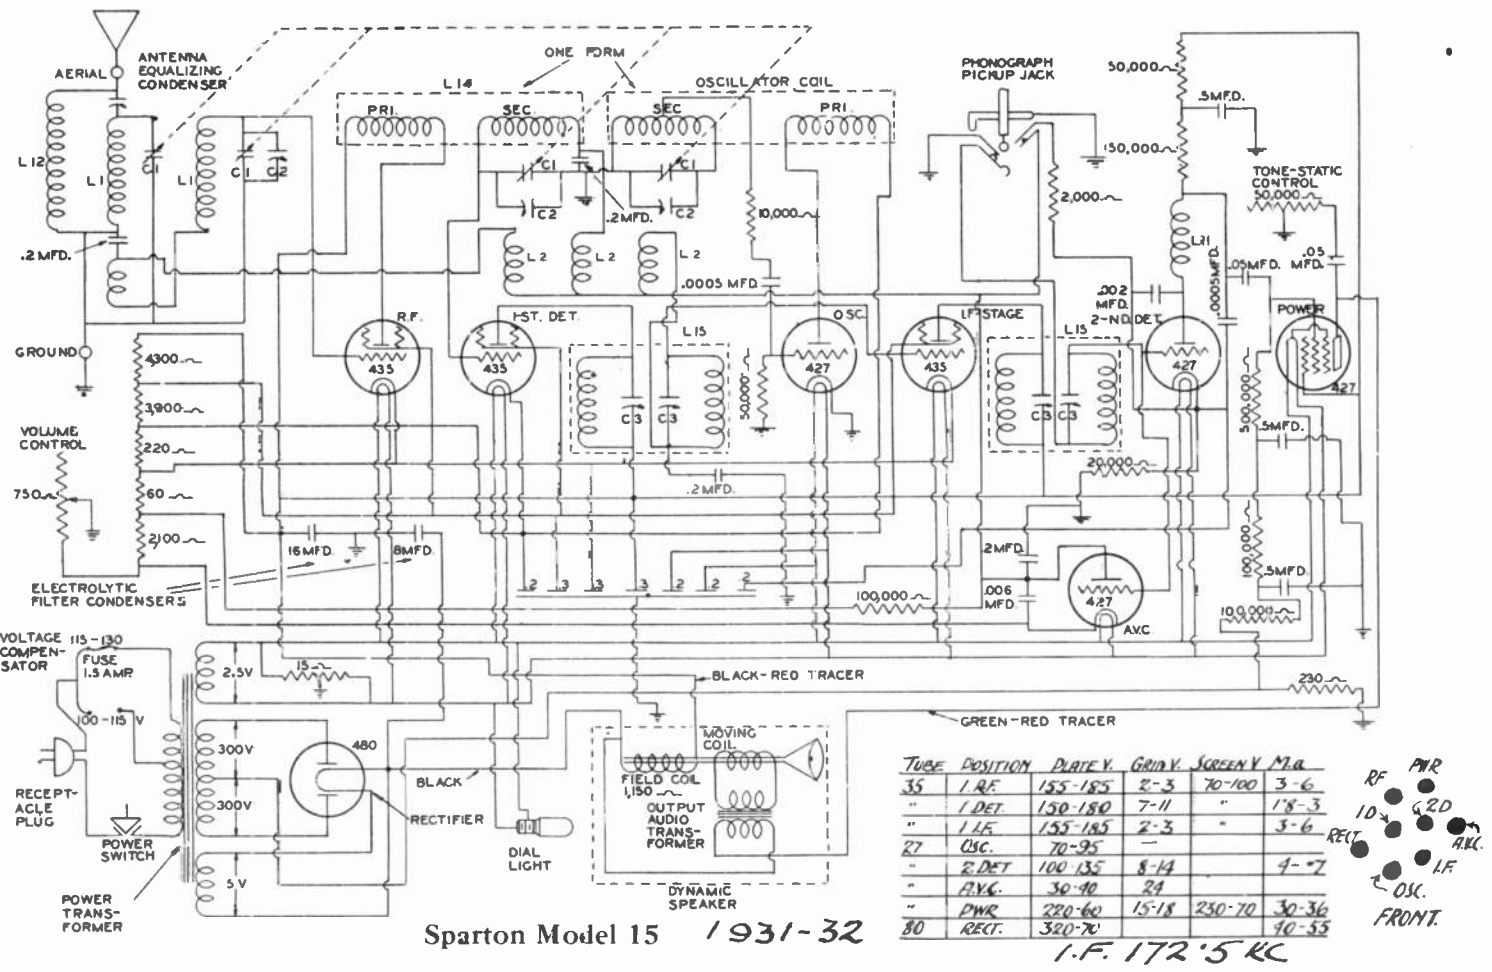 AERIAL
ANTENNA
EQUALIZING
CONDENSER
ONE FORM
OSCILLATOR COIL
PHONOGRAPH
PICKUP JACK
50,000
.5MFD.
150,000
L 14
PRI.
SEC.
SEC
PRI.
L12
L1
C1
L1
C1
C2
C1
C2
.2MFD.
C1
C2
10,000
2,000
TONE-STATIC
CONTROL
50,000
.2 MFD.
L 2
L 2
L 2
.0005 MFD.
L21
.0005MFD.
.05MFD.
.05
MFD.
.002
MFD.
2-ND. DET.
POWER
GROUND
4300
R.F.
435
1-ST. DET.
435
L15
C3
C3
50,000
OSC.
427
I.F-STAGE
435
L15
C3
C3
427
427
3,900
VOLUME
CONTROL
750
220
60
2,100
500,000
.5MFD.
20,000
.2 MFD.
16 MFD.
8MFD.
ELECTROLYTIC
FILTER CONDENSERS
.2
.3
.3
.3
.2
.2
.2
100,000
.2MFD.
.006
MFD.
427
A.V.C.
100,000
.5MFD.
100,000
VOLTAGE
COMPEN-
SATOR
115-130
FUSE
1.5 AMP.
100-115 V
2.5V
15
BLACK-RED TRACER
230
GREEN-RED TRACER
RECEPT-
ACLE
PLUG
POWER
SWITCH
300V
300V
5V
480
BLACK
RECTIFIER
DIAL
LIGHT
MOVING
COIL
FIELD COIL
1,150
OUTPUT
AUDIO
TRANS-
FORMER
DYNAMIC
SPEAKER
POWER
TRANS-
FORMER
TUBE POSITION PLATE V. GRID V. SCREEN V M.a
35 1. R.F. 155-185 2-3 70-100 3-6
" 1 DET. 150-180 7-11 " 1·8-3
" 1 I.F. 155-185 2-3 " 3-6
27 OSC. 70-95 —
" 2 DET 100-135 8-14
" A.V.C. 30-40 24
" PWR 220-60 15-18 230-70 30-36
80 RECT. 320-70 40-55
RF
PWR
1D
2D
RECT.
A.V.C.
I.F.
OSC.
FRONT.
Sparton Model 15 1931-32
I.F. 172·5 KC